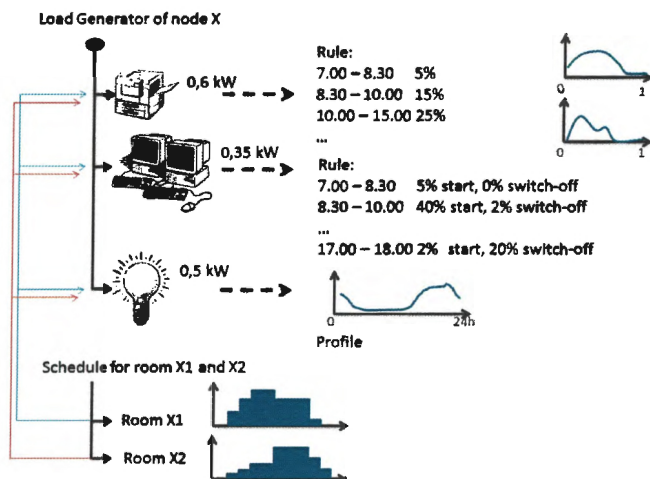 Load Generator of node X
0,6 kW
Rule:
7.00 – 8.30 5%
8.30 – 10.00 15%
10.00 – 15.00 25%
...
0 1
0 1
0,35 kW
Rule:
7.00 – 8.30 5% start, 0% switch-off
8.30 – 10.00 40% start, 2% switch-off
...
17.00 – 18.00 2% start, 20% switch-off
0,5 kW
0 24h
Profile
Schedule for room X1 and X2
Room X1
Room X2